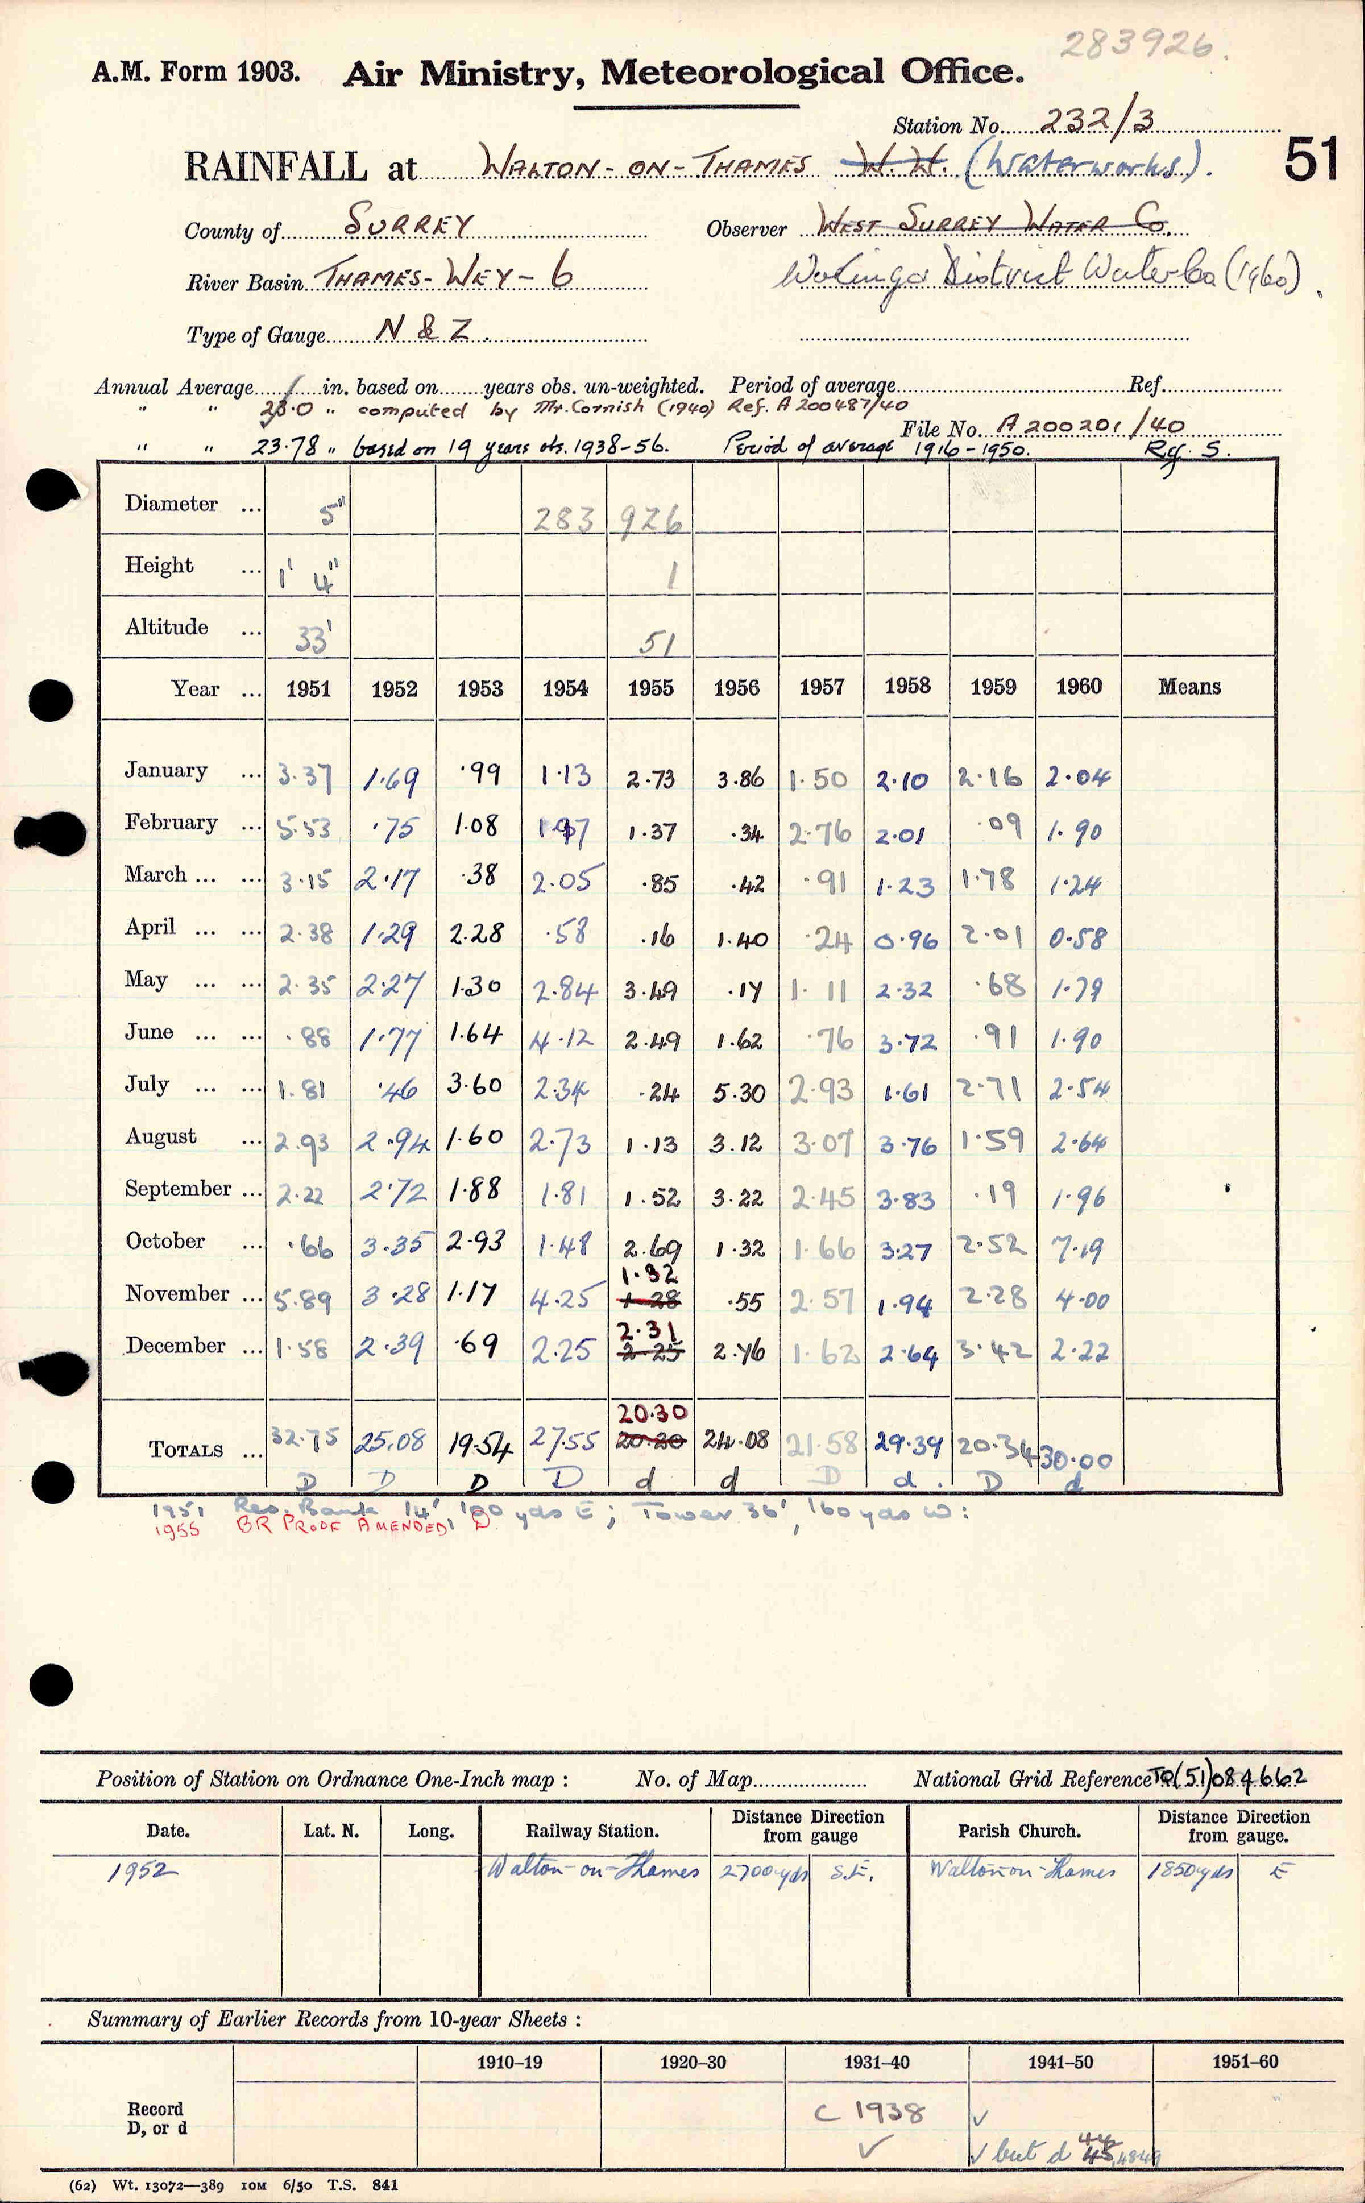 283926.
A.M. Form 1903. Air Ministry, Meteorological Office.
Station No. 232/3
51
RAINFALL at WALTON-ON-THAMES W.W. (Waterworks).
County of SURREY Observer WEST SURREY WATER Co.
River Basin THAMES-WEY-6 Wokinga District Water Co (1960).
Type of Gauge N & Z.
Annual Average in. based on years obs. un-weighted. Period of average Ref.
" " 23.0 " computed by Mr. Cornish (1940) Ref. A200487/40
File No. A200201/40
" " 23.78 " based on 19 years obs. 1938-56. Period of average 1916-1950. Rg. S.
Diameter ... 5" 283 926
Height ... 1' 4" 1
Altitude ... 33' 51
Year ... 1951 1952 1953 1954 1955 1956 1957 1958 1959 1960 Means
January ... 3.37 1.69 .99 1.13 2.73 3.86 1.50 2.10 2.16 2.04
February ... 5.53 .75 1.08 1.97 1.37 .34 2.76 2.01 .09 1.90
March ... ... 3.15 2.17 .38 2.05 .85 .42 .91 1.23 1.78 1.24
April ... ... 2.38 1.29 2.28 .58 .16 1.40 .24 0.96 2.01 0.58
May ... ... 2.35 2.27 1.30 2.84 3.49 .17 1.11 2.32 .68 1.79
June ... ... .88 1.77 1.64 4.12 2.49 1.62 .76 3.72 .91 1.90
July ... ... 1.81 .46 3.60 2.34 .24 5.30 2.93 1.61 2.71 2.54
August ... 2.93 2.94 1.60 2.73 1.13 3.12 3.07 3.76 1.59 2.64
September ... 2.22 2.72 1.88 1.81 1.52 3.22 2.45 3.83 .19 1.96
October ... .66 3.35 2.93 1.48 2.69 1.32 1.66 3.27 2.52 7.19
1.32
November ... 5.89 3.28 1.17 4.25 1.28 .55 2.57 1.94 2.28 4.00
2.31
December ... 1.58 2.39 .69 2.25 2.25 2.76 1.62 2.64 3.42 2.22
20.30
TOTALS ... 32.75 25.08 19.54 27.55 20.20 24.08 21.58 29.39 20.34 30.00
D D D D d d D d. D d
1951 Res. Bank 14', 100 yds E; Tower 36', 160 yds W:
1955 BR PROOF AMENDED
Position of Station on Ordnance One-Inch map : No. of Map National Grid Reference TQ(51)084662
Date. Lat. N. Long. Railway Station. Distance Direction from gauge Parish Church. Distance Direction from gauge.
1952 Walton-on-Thames 2700 yds S.E. Walton-on-Thames 1850 yds E
Summary of Earlier Records from 10-year Sheets :
1910–19 1920–30 1931–40 1941–50 1951–60
Record D, or d C 1938 ✓
✓ ✓ but d 44 45, 48 49
(62) Wt. 13072—389 10M 6/50 T.S. 841